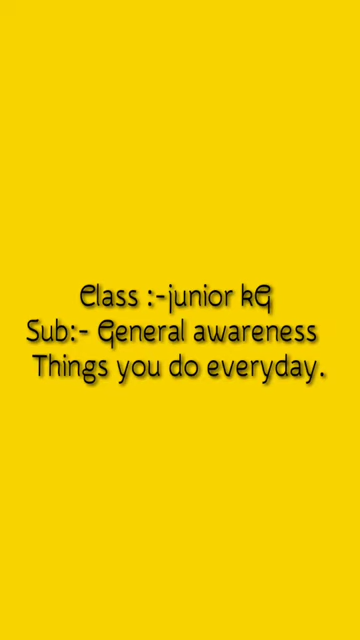 Class :-junior kG
Sub:- General awareness
Things you do everyday.